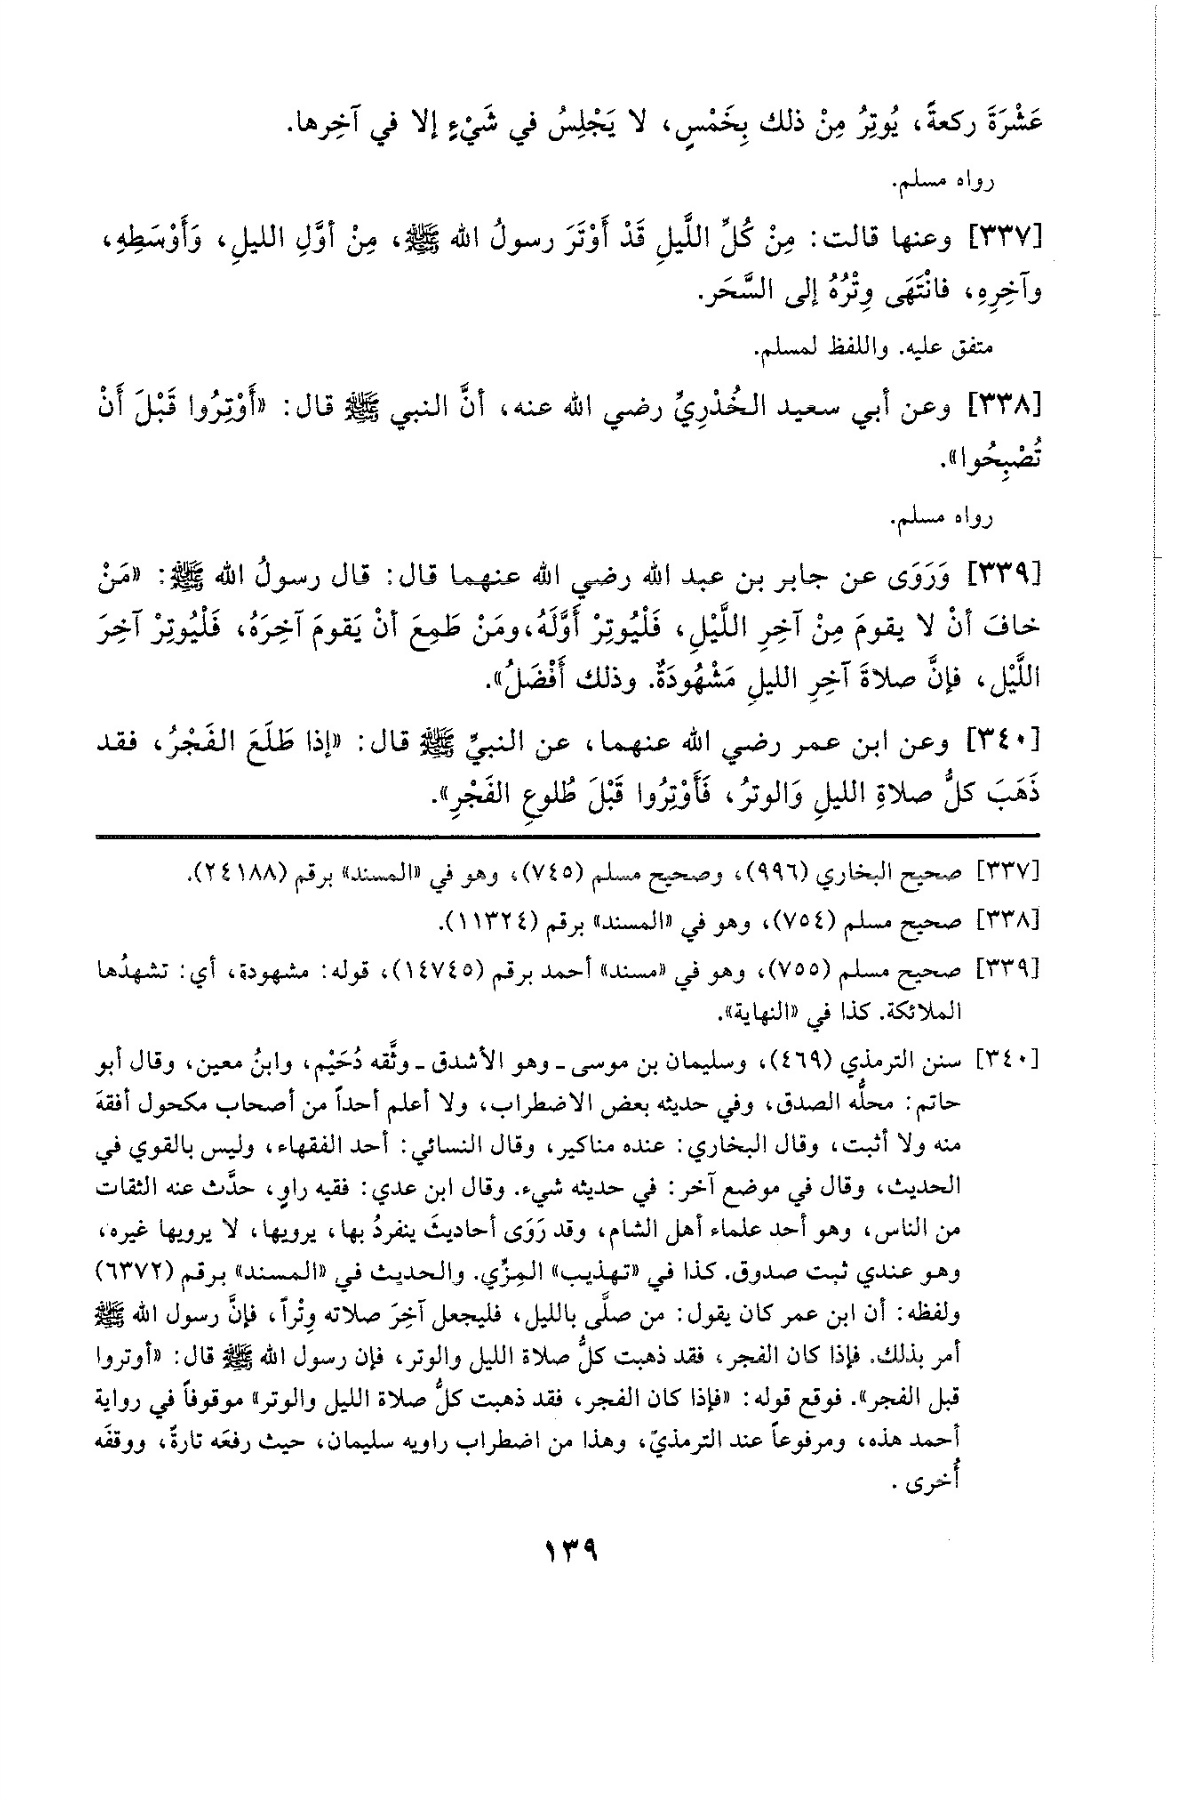 عَشْرَةَ ركعةً، يُوتِرُ مِنْ ذلك بِخَمْسٍ، لا يَجْلِسُ في شَيْءٍ إلا في آخِرها.
رواه مسلم.
[٣٣٧] وعنها قالت: مِنْ كُلِّ اللَّيلِ قَدْ أَوْتَرَ رسولُ الله ﷺ، مِنْ أوَّلِ الليلِ، وَأَوْسَطِهِ،
وآخِرِهِ، فانْتَهَى وِتْرُهُ إلى السَّحَر.
متفق عليه. واللفظ لمسلم.
[٣٣٨] وعن أبي سعيد الخُدْرِيِّ رضي الله عنه، أنَّ النبي ﷺ قال: «أَوْتِرُوا قَبْلَ أَنْ
تُصْبِحُوا».
رواه مسلم.
[٣٣٩] وَرَوَى عن جابر بن عبد الله رضي الله عنهما قال: قال رسولُ الله ﷺ: «مَنْ
خافَ أنْ لا يقومَ مِنْ آخِرِ اللَّيْلِ، فَلْيُوتِرْ أَوَّلَهُ، ومَنْ طَمِعَ أنْ يَقومَ آخِرَهُ، فَلْيُوتِرْ آخِرَ
اللَّيْل، فإنَّ صلاةَ آخِرِ الليلِ مَشْهُودَةٌ. وذلك أَفْضَلُ».
[٣٤٠] وعن ابن عمر رضي الله عنهما، عن النبيِّ ﷺ قال: «إذا طَلَعَ الفَجْرُ، فقد
ذَهَبَ كلُّ صلاةِ الليلِ وَالوترُ، فَأَوْتِرُوا قَبْلَ طُلوعِ الفَجْرِ».
[٣٣٧] صحيح البخاري (٩٩٦)، وصحيح مسلم (٧٤٥)، وهو في «المسند» برقم (٢٤١٨٨).
[٣٣٨] صحيح مسلم (٧٥٤)، وهو في «المسند» برقم (١١٣٢٤).
[٣٣٩] صحيح مسلم (٧٥٥)، وهو في «مسند» أحمد برقم (١٤٧٤٥)، قوله: مشهودة، أي: تشهدُها
الملائكة. كذا في «النهاية».
[٣٤٠] سنن الترمذي (٤٦٩)، وسليمان بن موسى ـ وهو الأشدق ـ وثَّقه دُحَيْم، وابنُ معين، وقال أبو
حاتم: محلُّه الصدق، وفي حديثه بعض الاضطراب، ولا أعلم أحداً من أصحاب مكحول أفقهَ
منه ولا أثبت، وقال البخاري: عنده مناكير، وقال النسائي: أحد الفقهاء، وليس بالقوي في
الحديث، وقال في موضع آخر: في حديثه شيء. وقال ابن عدي: فقيه راوٍ، حدَّث عنه الثقات
من الناس، وهو أحد علماء أهل الشام، وقد رَوَى أحاديثَ ينفردُ بها، يرويها، لا يرويها غيره،
وهو عندي ثبت صدوق. كذا في «تهذيب» المِزِّي. والحديث في «المسند» برقم (٦٣٧٢)
ولفظه: أن ابن عمر كان يقول: من صلَّى بالليل، فليجعل آخِرَ صلاته وِتْراً، فإنَّ رسول الله ﷺ
أمر بذلك. فإذا كان الفجر، فقد ذهبت كلُّ صلاة الليل والوتر، فإن رسول الله ﷺ قال: «أوتروا
قبل الفجر». فوقع قوله: «فإذا كان الفجر، فقد ذهبت كلُّ صلاة الليل والوتر» موقوفاً في رواية
أحمد هذه، ومرفوعاً عند الترمذيّ، وهذا من اضطراب راويه سليمان، حيث رفعَه تارةً، ووقفَه
أُخرى .
١٣٩